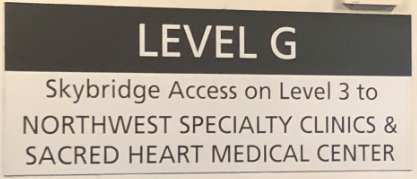 LEVEL G
Skybridge Access on Level 3 to
NORTHWEST SPECIALTY CLINICS &
SACRED HEART MEDICAL CENTER